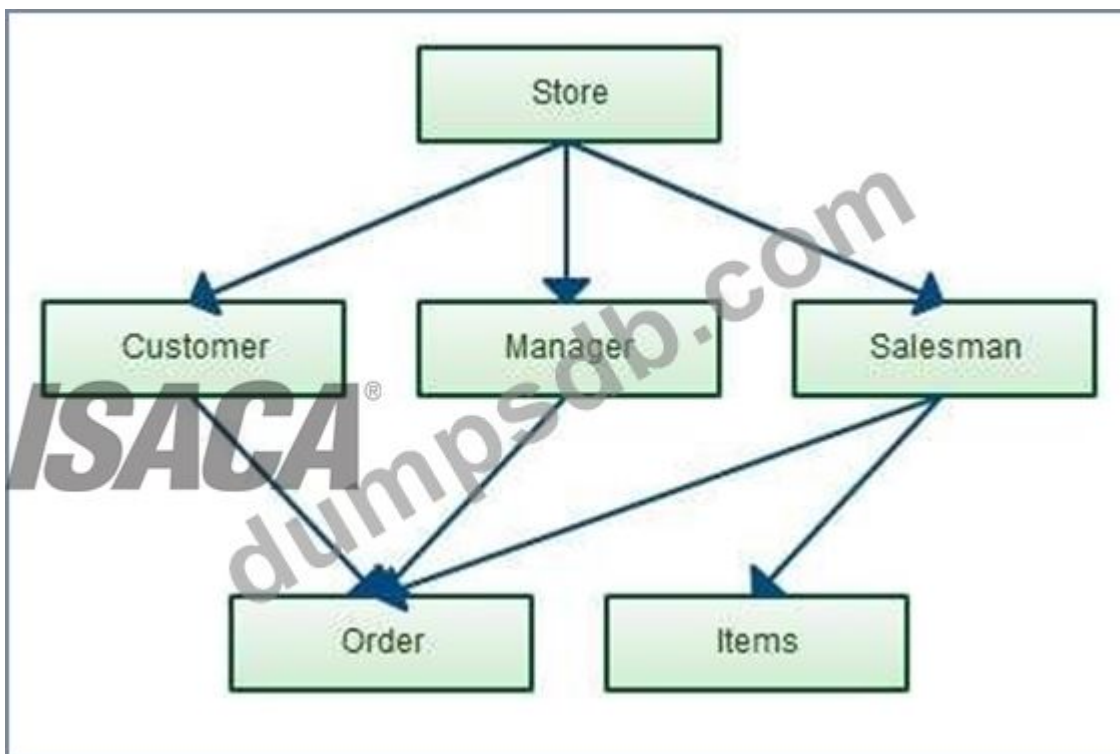 Store
Customer
Manager
Salesman
ISACA®
dumpsdb.com
Order
Items